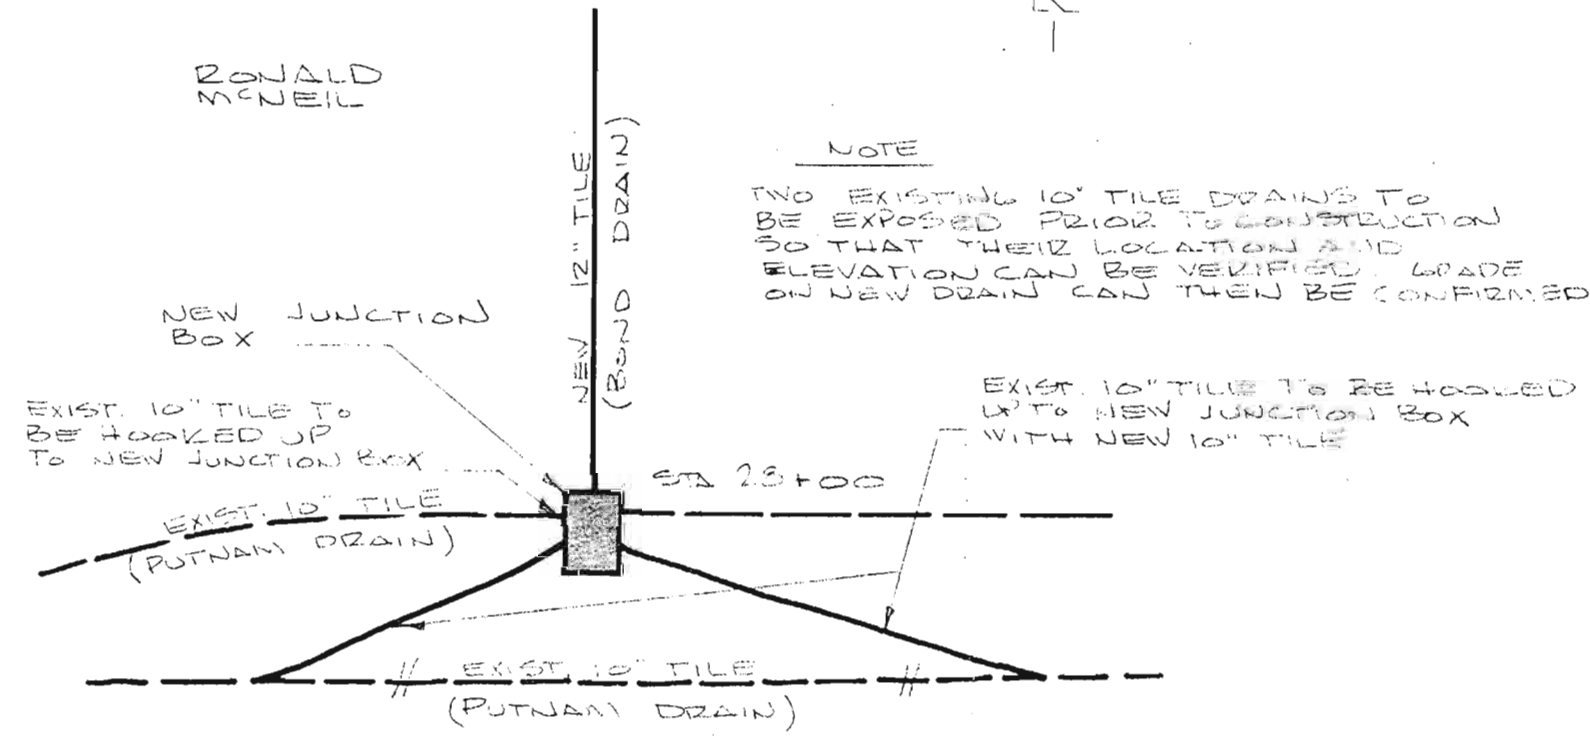 RONALD
McNEIL
NEW 12" TILE
(BOND DRAIN)
NOTE
TWO EXISTING 10" TILE DRAINS TO
BE EXPOSED PRIOR TO CONSTRUCTION
SO THAT THEIR LOCATION AND
ELEVATION CAN BE VERIFIED. GRADE
ON NEW DRAIN CAN THEN BE CONFIRMED
NEW JUNCTION
BOX
EXIST. 10" TILE TO
BE HOOKED UP
TO NEW JUNCTION BOX
EXIST. 10" TILE TO BE HOOKED
UP TO NEW JUNCTION BOX
WITH NEW 10" TILE
STA 28+00
EXIST. 10" TILE
(PUTNAM DRAIN)
EXIST. 10" TILE
(PUTNAM DRAIN)